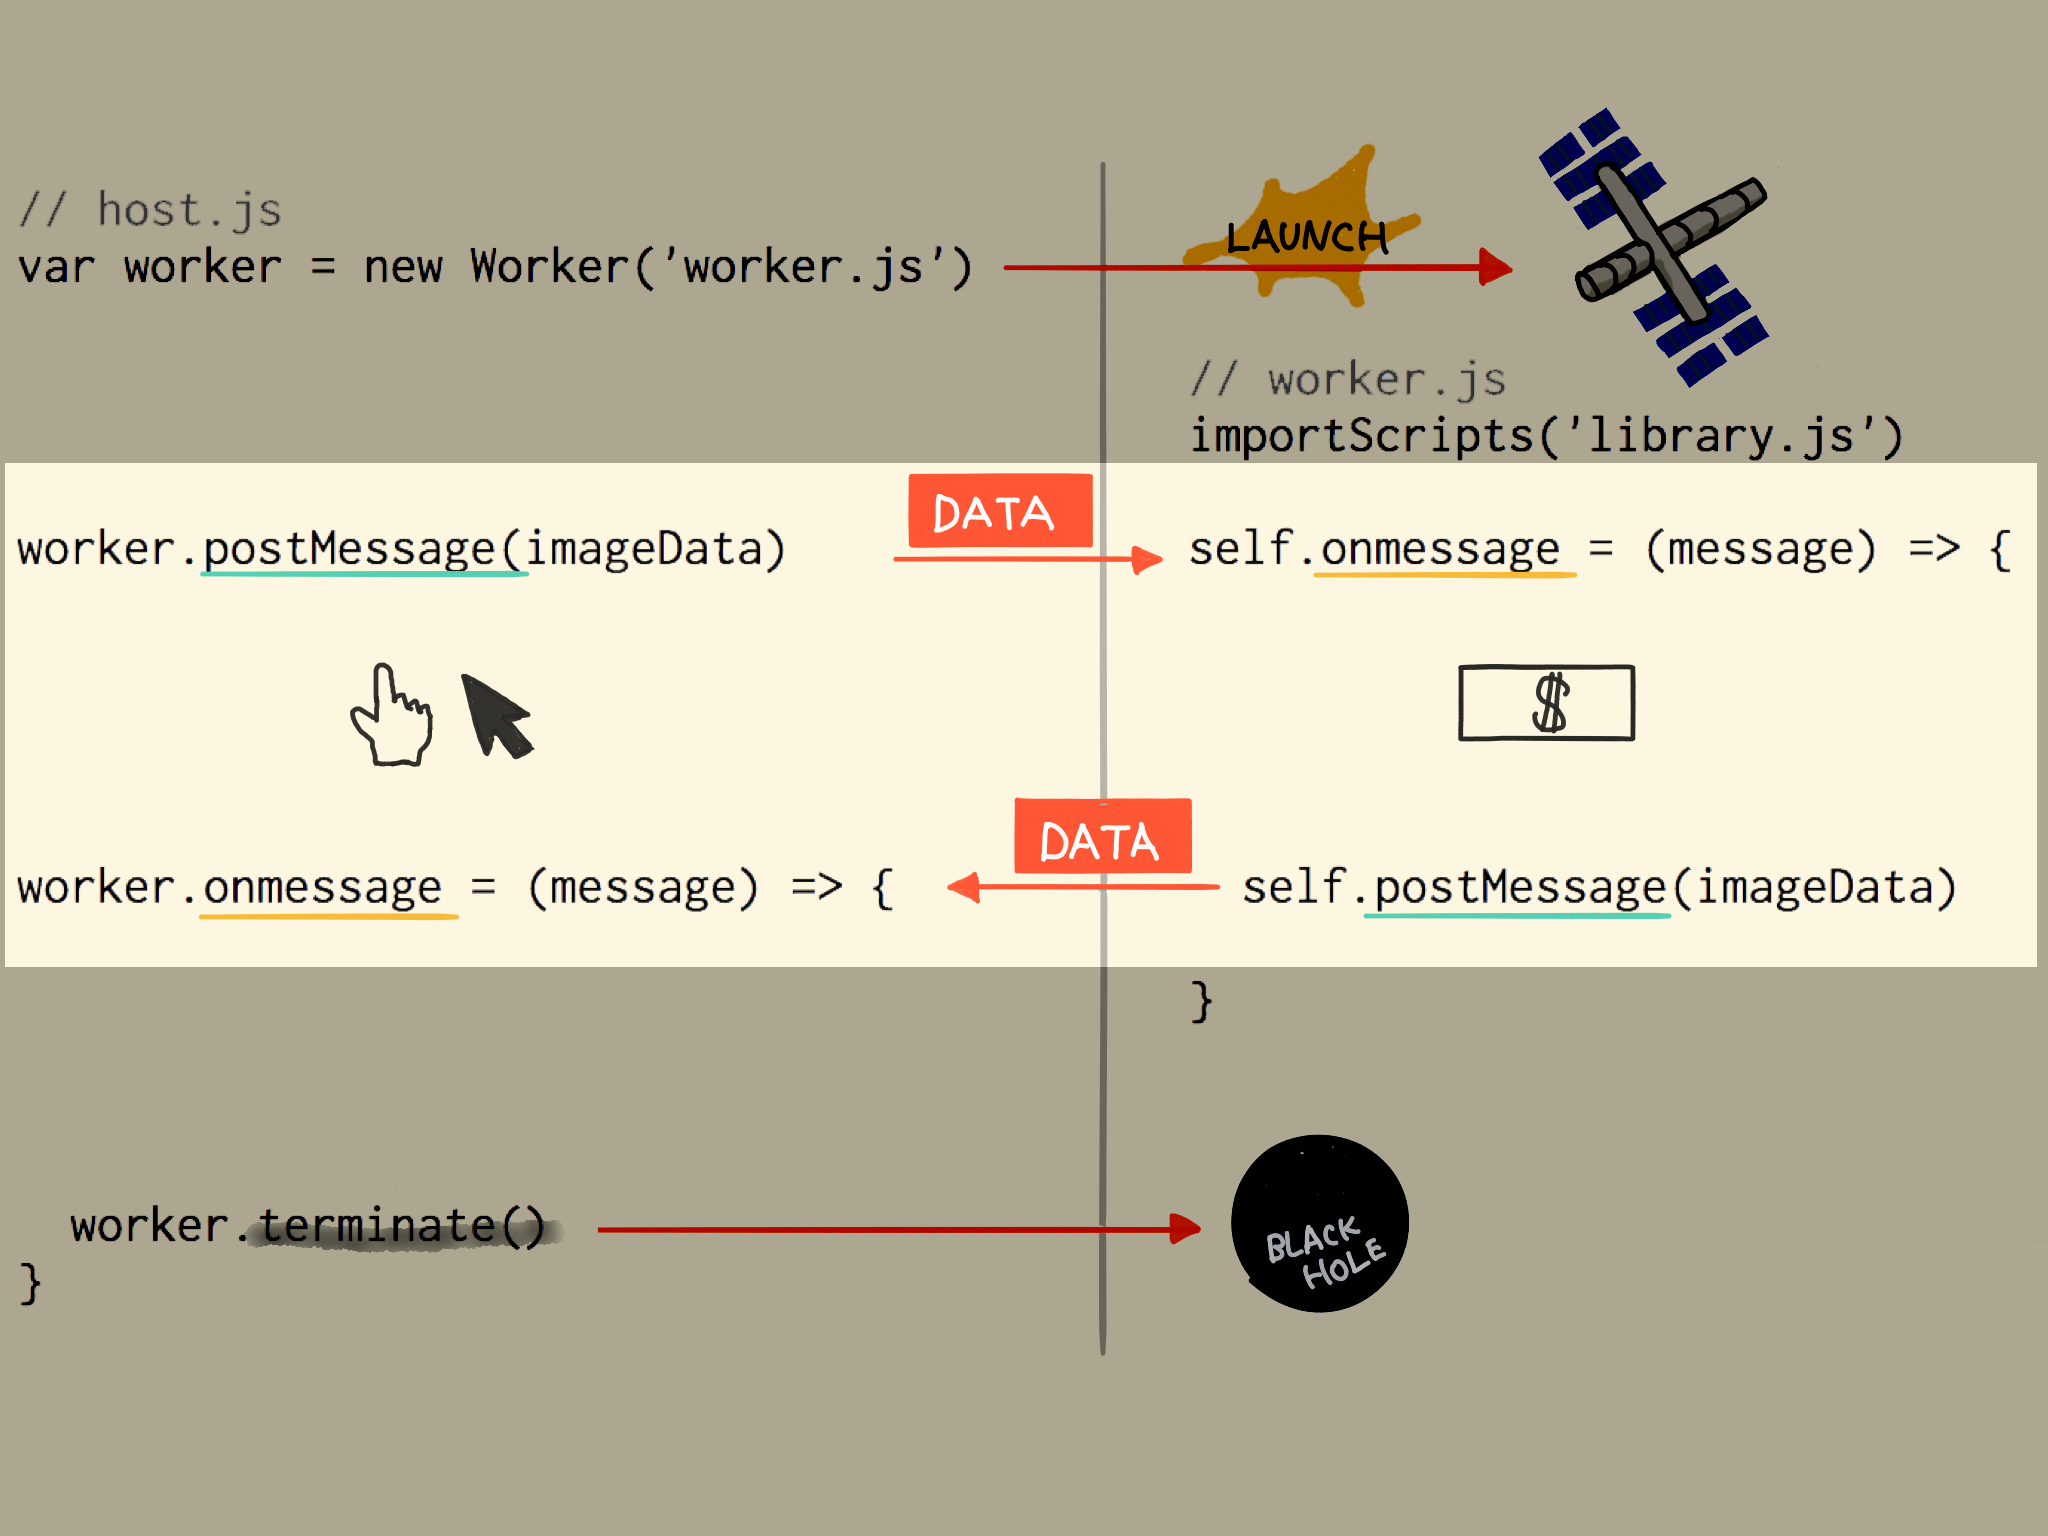 // host.js
var worker = new Worker('worker.js')
LAUNCH
// worker.js
importScripts('library.js')
worker.postMessage(imageData)
DATA
self.onmessage = (message) => {
$
worker.onmessage = (message) => {
DATA
self.postMessage(imageData)
}
worker.terminate()
}
BLACK
HOLE